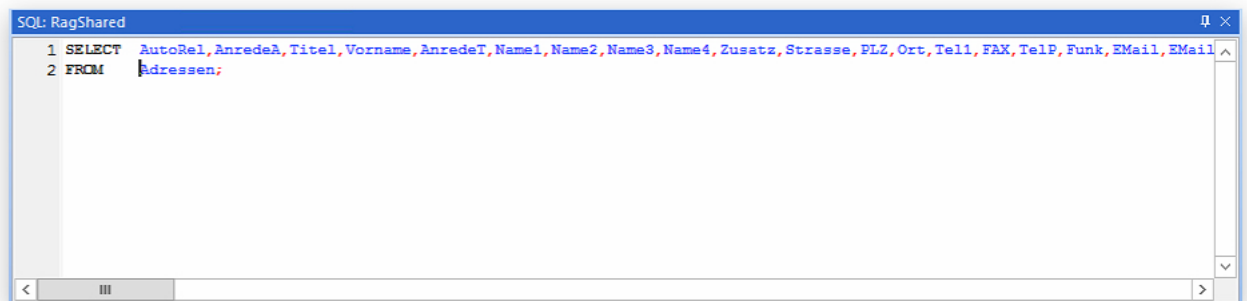 SQL: RagShared
1 SELECT AutoRel,AnredeA,Titel,Vorname,AnredeT,Name1,Name2,Name3,Name4,Zusatz,Strasse,PLZ,Ort,Tel1,FAX,TelP,Funk,EMail,EMail
2 FROM Adressen;